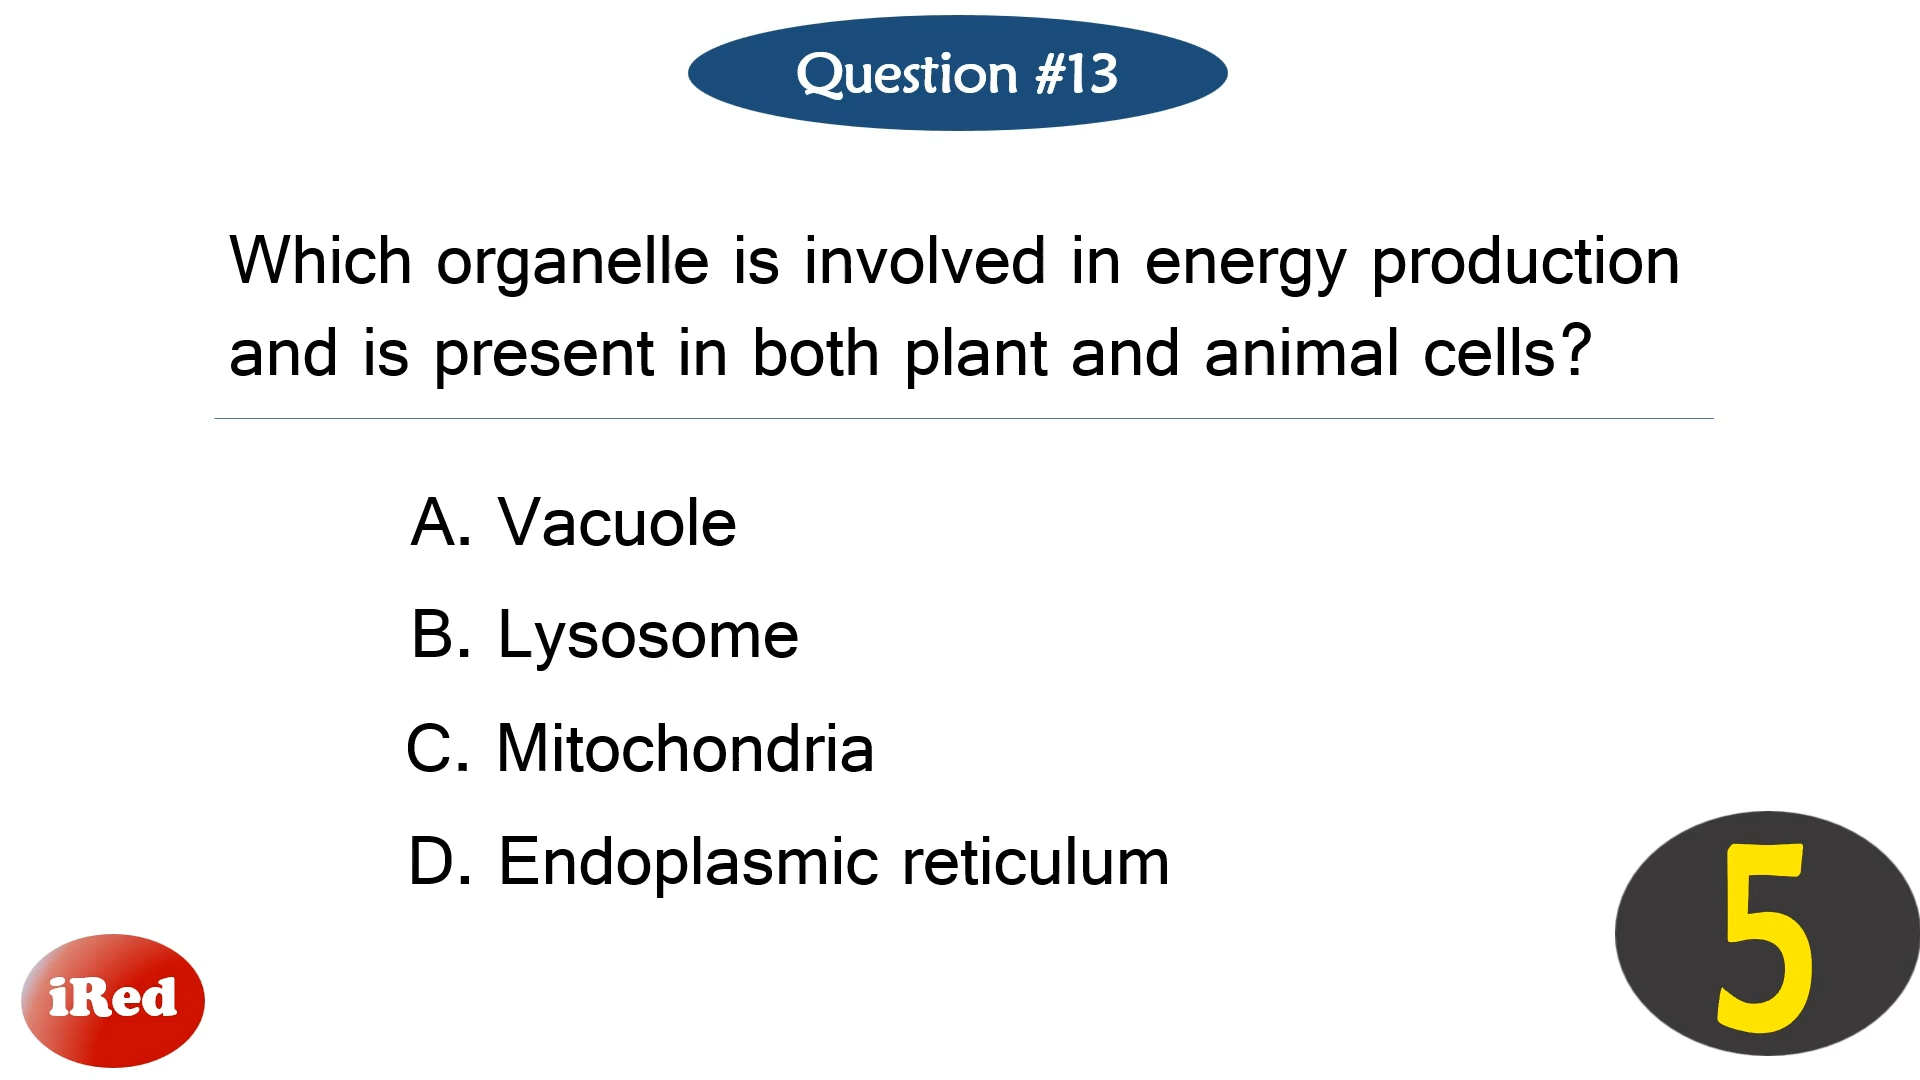 Question #13
Which organelle is involved in energy production
and is present in both plant and animal cells?
A. Vacuole
B. Lysosome
C. Mitochondria
D. Endoplasmic reticulum
iRed
5